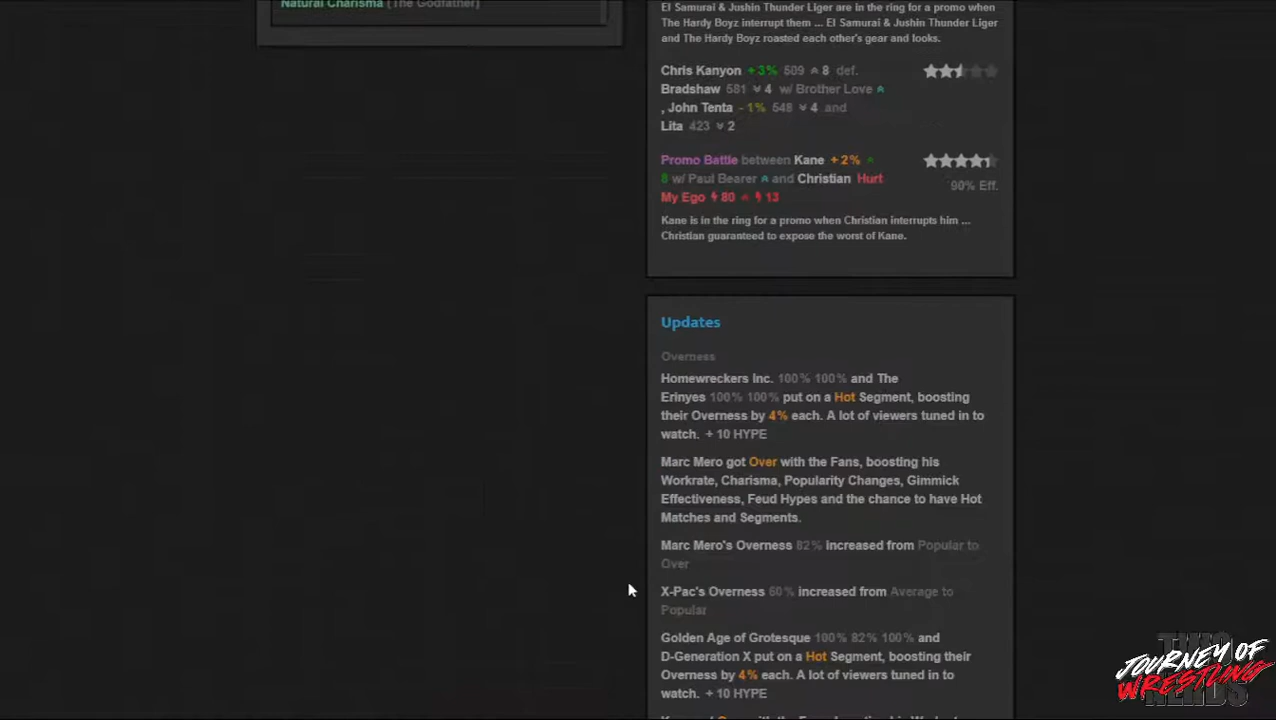 Natural Charisma (The Godfather)
El Samurai & Jushin Thunder Liger are in the ring for a promo when
The Hardy Boyz interrupt them ... El Samurai & Jushin Thunder Liger
and The Hardy Boyz roasted each other's gear and looks.
Chris Kanyon + 3% 509 8 def.
Bradshaw 581 4 w/ Brother Love
, John Tenta - 1% 548 4 and
Lita 423 2
Promo Battle between Kane + 2%
8 w/ Paul Bearer and Christian Hurt
My Ego 80 13
90% Eff.
Kane is in the ring for a promo when Christian interrupts him ...
Christian guaranteed to expose the worst of Kane.
Updates
Overness
Homewreckers Inc. 100% 100% and The
Erinyes 100% 100% put on a Hot Segment, boosting
their Overness by 4% each. A lot of viewers tuned in to
watch. + 10 HYPE
Marc Mero got Over with the Fans, boosting his
Workrate, Charisma, Popularity Changes, Gimmick
Effectiveness, Feud Hypes and the chance to have Hot
Matches and Segments.
Marc Mero's Overness 82% increased from Popular to
Over
X-Pac's Overness 60% increased from Average to
Popular
Golden Age of Grotesque 100% 82% 100% and
D-Generation X put on a Hot Segment, boosting their
Overness by 4% each. A lot of viewers tuned in to
watch. + 10 HYPE
JOURNEY OF
WRESTLING
NERDS